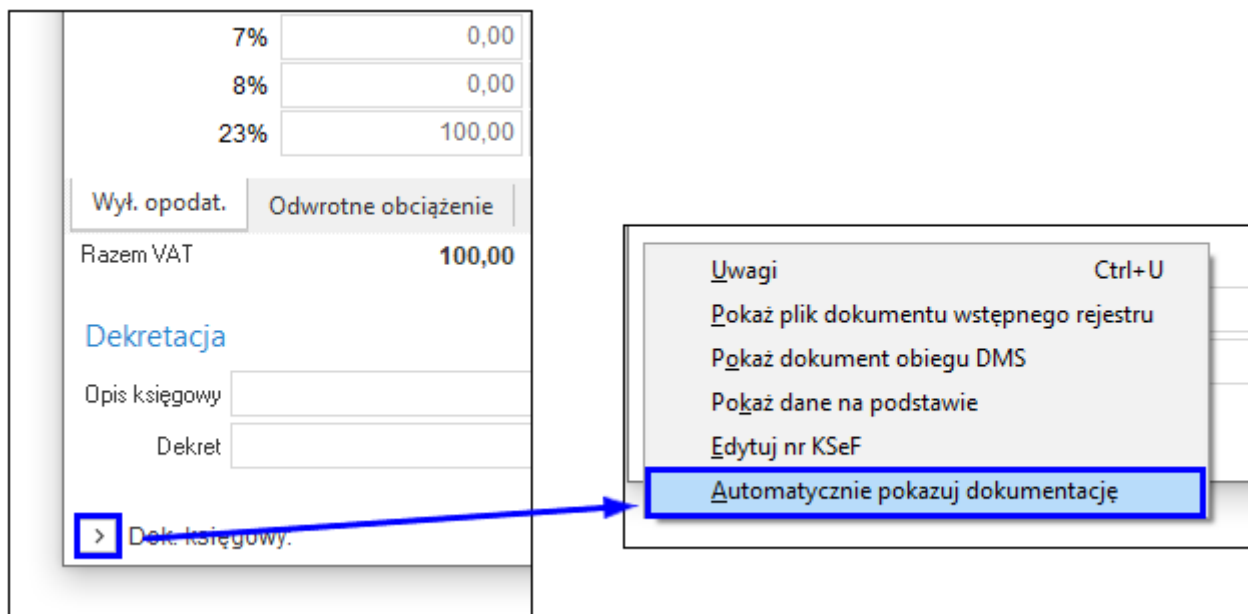 7% 0,00
8% 0,00
23% 100,00
Wył. opodat. Odwrotne obciążenie
Razem VAT 100,00
Dekretacja
Opis księgowy
Dekret
> Dok. księgowy:
Uwagi Ctrl+U
Pokaż plik dokumentu wstępnego rejestru
Pokaż dokument obiegu DMS
Pokaż dane na podstawie
Edytuj nr KSeF
Automatycznie pokazuj dokumentację